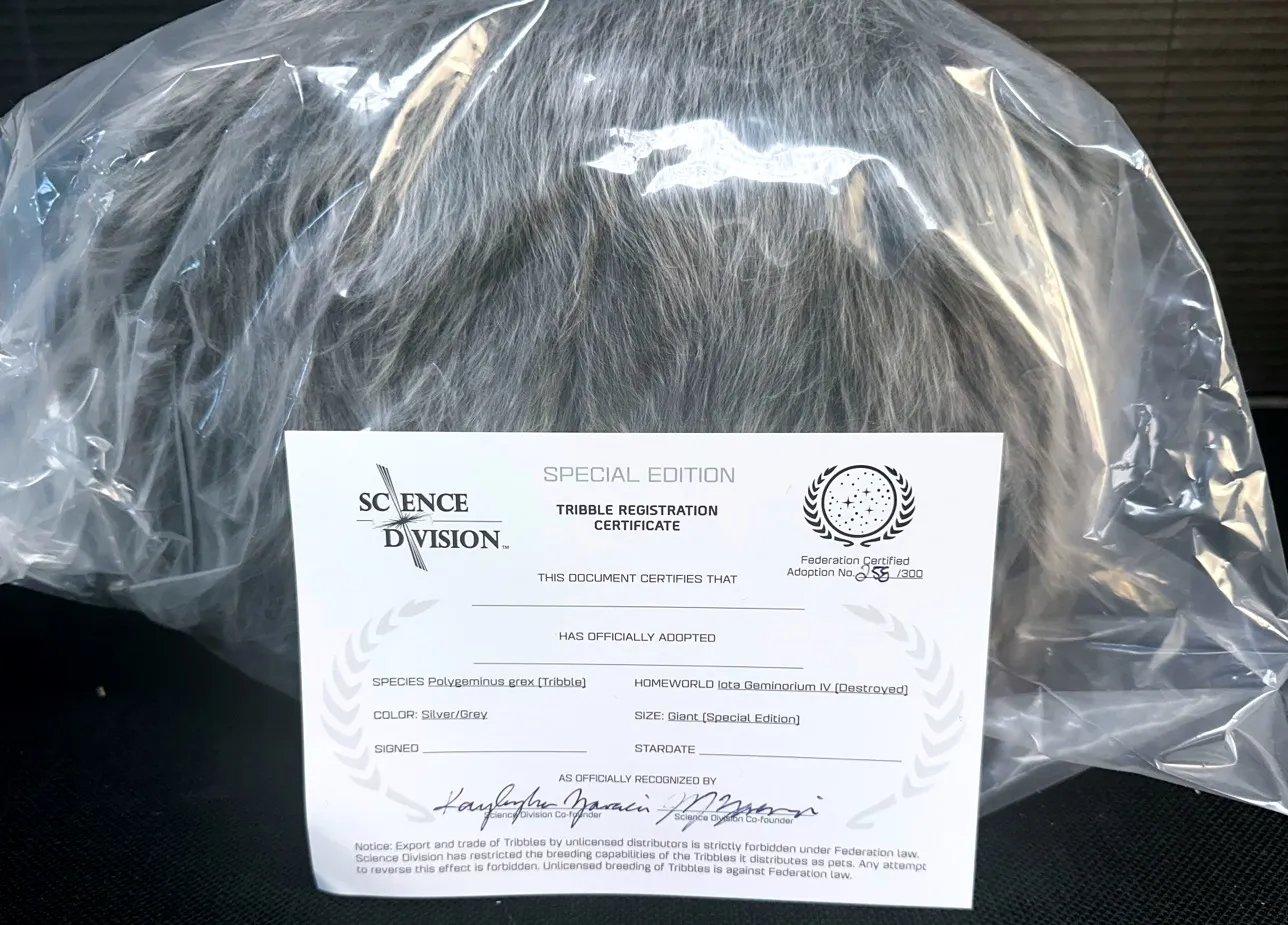 SPECIAL EDITION
SCIENCE
DIVISION™
TRIBBLE REGISTRATION
CERTIFICATE
Federation Certified
Adoption No. 255 /300
THIS DOCUMENT CERTIFIES THAT
HAS OFFICIALLY ADOPTED
SPECIES Polygeminus grex (Tribble)
HOMEWORLD Iota Geminorium IV (Destroyed)
COLOR: Silver/Grey
SIZE: Giant (Special Edition)
SIGNED
STARDATE
AS OFFICIALLY RECOGNIZED BY
Science Division Co-founder
Science Division Co-founder
Notice: Export and trade of Tribbles by unlicensed distributors is strictly forbidden under Federation law.
Science Division has restricted the breeding capabilities of the Tribbles it distributes as pets. Any attempt
to reverse this effect is forbidden. Unlicensed breeding of Tribbles is against Federation law.